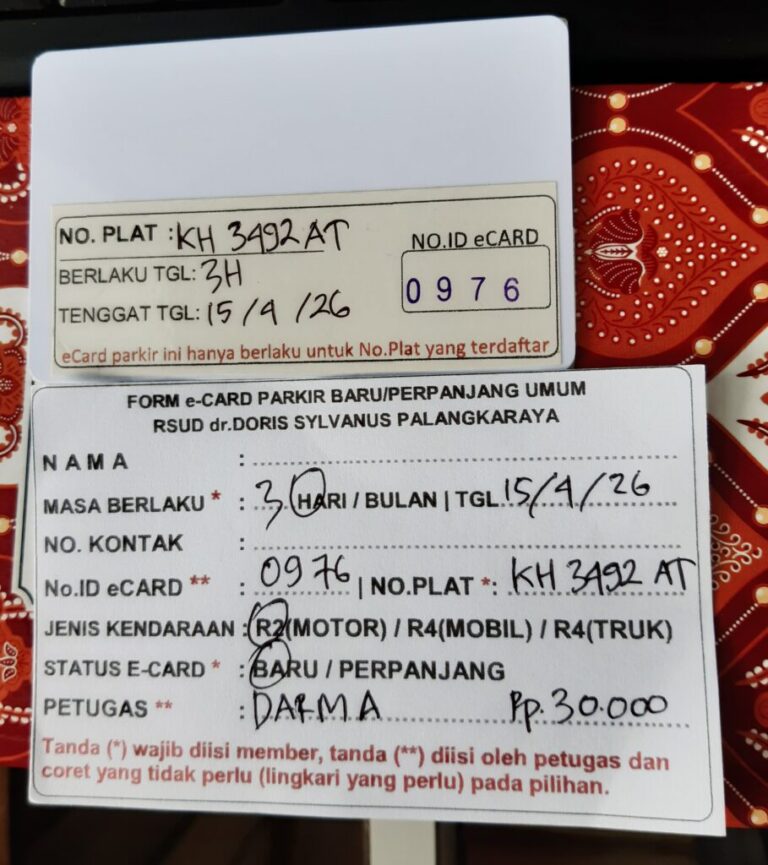 NO. PLAT : KH 3492 AT
NO.ID eCARD
BERLAKU TGL: 3H
0976
TENGGAT TGL: 15/4/26
eCard parkir ini hanya berlaku untuk No.Plat yang terdaftar
FORM e-CARD PARKIR BARU/PERPANJANG UMUM
RSUD dr.DORIS SYLVANUS PALANGKARAYA
NAMA :
MASA BERLAKU * : 3 HARI / BULAN | TGL 15/4/26
NO. KONTAK :
No.ID eCARD ** : 0976 | NO.PLAT *: KH 3492 AT
JENIS KENDARAAN : R2(MOTOR) / R4(MOBIL) / R4(TRUK)
STATUS E-CARD * : BARU / PERPANJANG
PETUGAS ** : DARMA Rp. 30.000
Tanda (*) wajib diisi member, tanda (**) diisi oleh petugas dan
coret yang tidak perlu (lingkari yang perlu) pada pilihan.